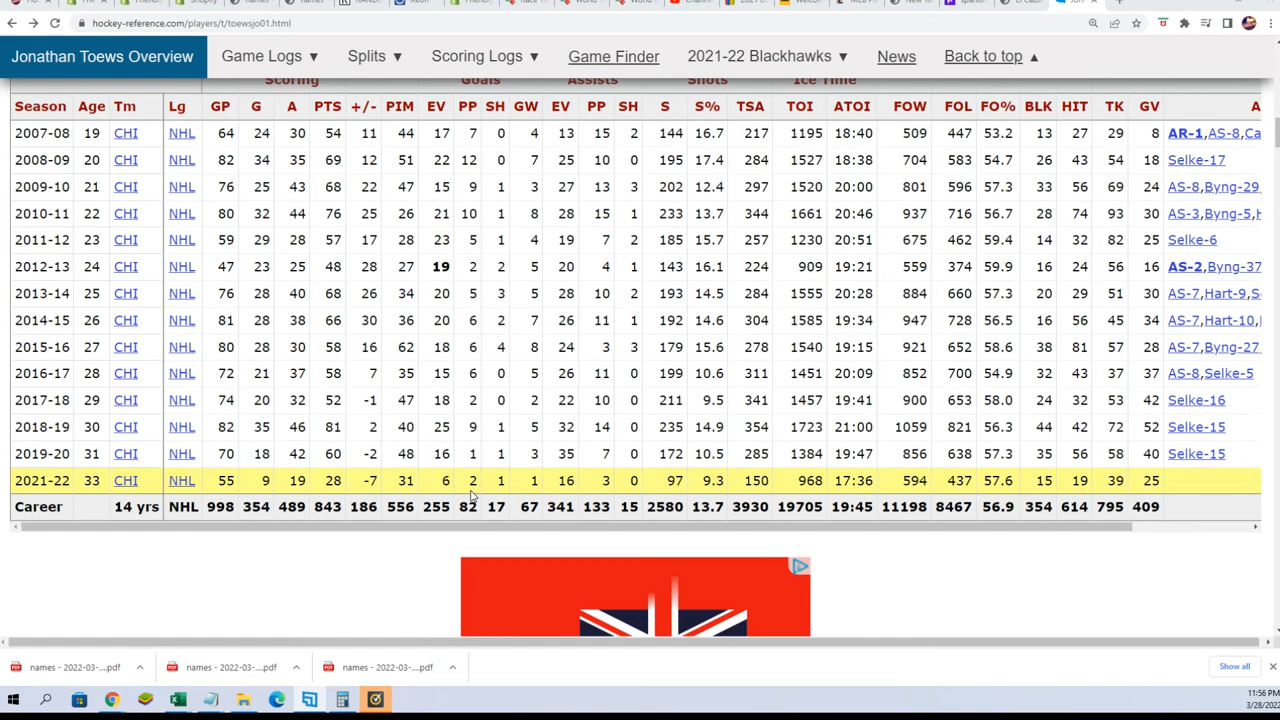 hockey-reference.com/players/t/toewsjo01.html
Jonathan Toews Overview Game Logs ▼ Splits ▼ Scoring Logs ▼ Game Finder 2021-22 Blackhawks ▼ News Back to top ▲
Scoring Goals Assists Shots Ice Time
Season Age Tm Lg GP G A PTS +/- PIM EV PP SH GW EV PP SH S S% TSA TOI ATOI FOW FOL FO% BLK HIT TK GV A
2007-08 19 CHI NHL 64 24 30 54 11 44 17 7 0 4 13 15 2 144 16.7 217 1195 18:40 509 447 53.2 13 27 29 8 AR-1,AS-8,Ca
2008-09 20 CHI NHL 82 34 35 69 12 51 22 12 0 7 25 10 0 195 17.4 284 1527 18:38 704 583 54.7 26 43 54 18 Selke-17
2009-10 21 CHI NHL 76 25 43 68 22 47 15 9 1 3 27 13 3 202 12.4 297 1520 20:00 801 596 57.3 33 56 69 24 AS-8,Byng-29,
2010-11 22 CHI NHL 80 32 44 76 25 26 21 10 1 8 28 15 1 233 13.7 344 1661 20:46 937 716 56.7 28 74 93 30 AS-3,Byng-5,H
2011-12 23 CHI NHL 59 29 28 57 17 28 23 5 1 4 19 7 2 185 15.7 257 1230 20:51 675 462 59.4 14 32 82 25 Selke-6
2012-13 24 CHI NHL 47 23 25 48 28 27 19 2 2 5 20 4 1 143 16.1 224 909 19:21 559 374 59.9 16 24 56 16 AS-2,Byng-37
2013-14 25 CHI NHL 76 28 40 68 26 34 20 5 3 5 28 10 2 193 14.5 284 1555 20:28 884 660 57.3 20 29 51 30 AS-7,Hart-9,S
2014-15 26 CHI NHL 81 28 38 66 30 36 20 6 2 7 26 11 1 192 14.6 304 1585 19:34 947 728 56.5 16 56 45 34 AS-7,Hart-10,
2015-16 27 CHI NHL 80 28 30 58 16 62 18 6 4 8 24 3 3 179 15.6 278 1540 19:15 921 652 58.6 38 81 57 28 AS-7,Byng-27,
2016-17 28 CHI NHL 72 21 37 58 7 35 15 6 0 5 26 11 0 199 10.6 311 1451 20:09 852 700 54.9 32 43 37 37 AS-8,Selke-5
2017-18 29 CHI NHL 74 20 32 52 -1 47 18 2 0 2 22 10 0 211 9.5 341 1457 19:41 900 653 58.0 24 32 53 42 Selke-16
2018-19 30 CHI NHL 82 35 46 81 2 40 25 9 1 5 32 14 0 235 14.9 354 1723 21:00 1059 821 56.3 44 42 72 52 Selke-15
2019-20 31 CHI NHL 70 18 42 60 -2 48 16 1 1 3 35 7 0 172 10.5 285 1384 19:47 856 638 57.3 15 36 40 38 Selke-15
2021-22 33 CHI NHL 55 9 19 28 -7 31 6 2 1 1 16 3 0 97 9.3 150 968 17:36 594 437 57.6 15 19 39 25
Career 14 yrs NHL 998 354 489 843 186 556 255 82 17 67 341 133 15 2580 13.7 3930 19705 19:45 11198 8467 56.9 354 614 795 409
names - 2022-03-....pdf names - 2022-03-....pdf names - 2022-03-....pdf Show all
11:56 PM